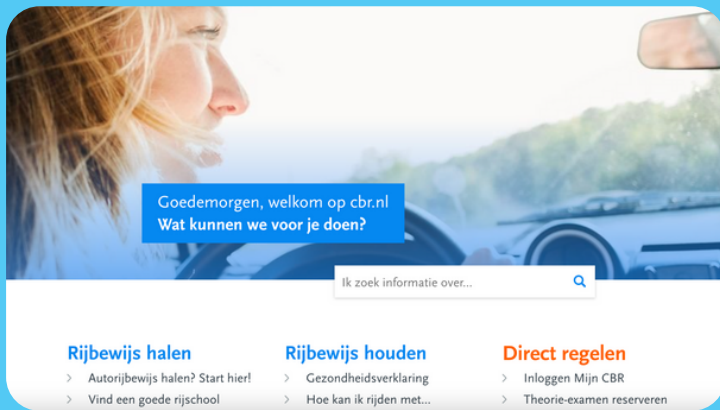 Goedemorgen, welkom op cbr.nl
Wat kunnen we voor je doen?
Ik zoek informatie over...
Rijbewijs halen
Autorijbewijs halen? Start hier!
Vind een goede rijschool
Rijbewijs houden
Gezondheidsverklaring
Hoe kan ik rijden met...
Direct regelen
Inloggen Mijn CBR
Theorie-examen reserveren